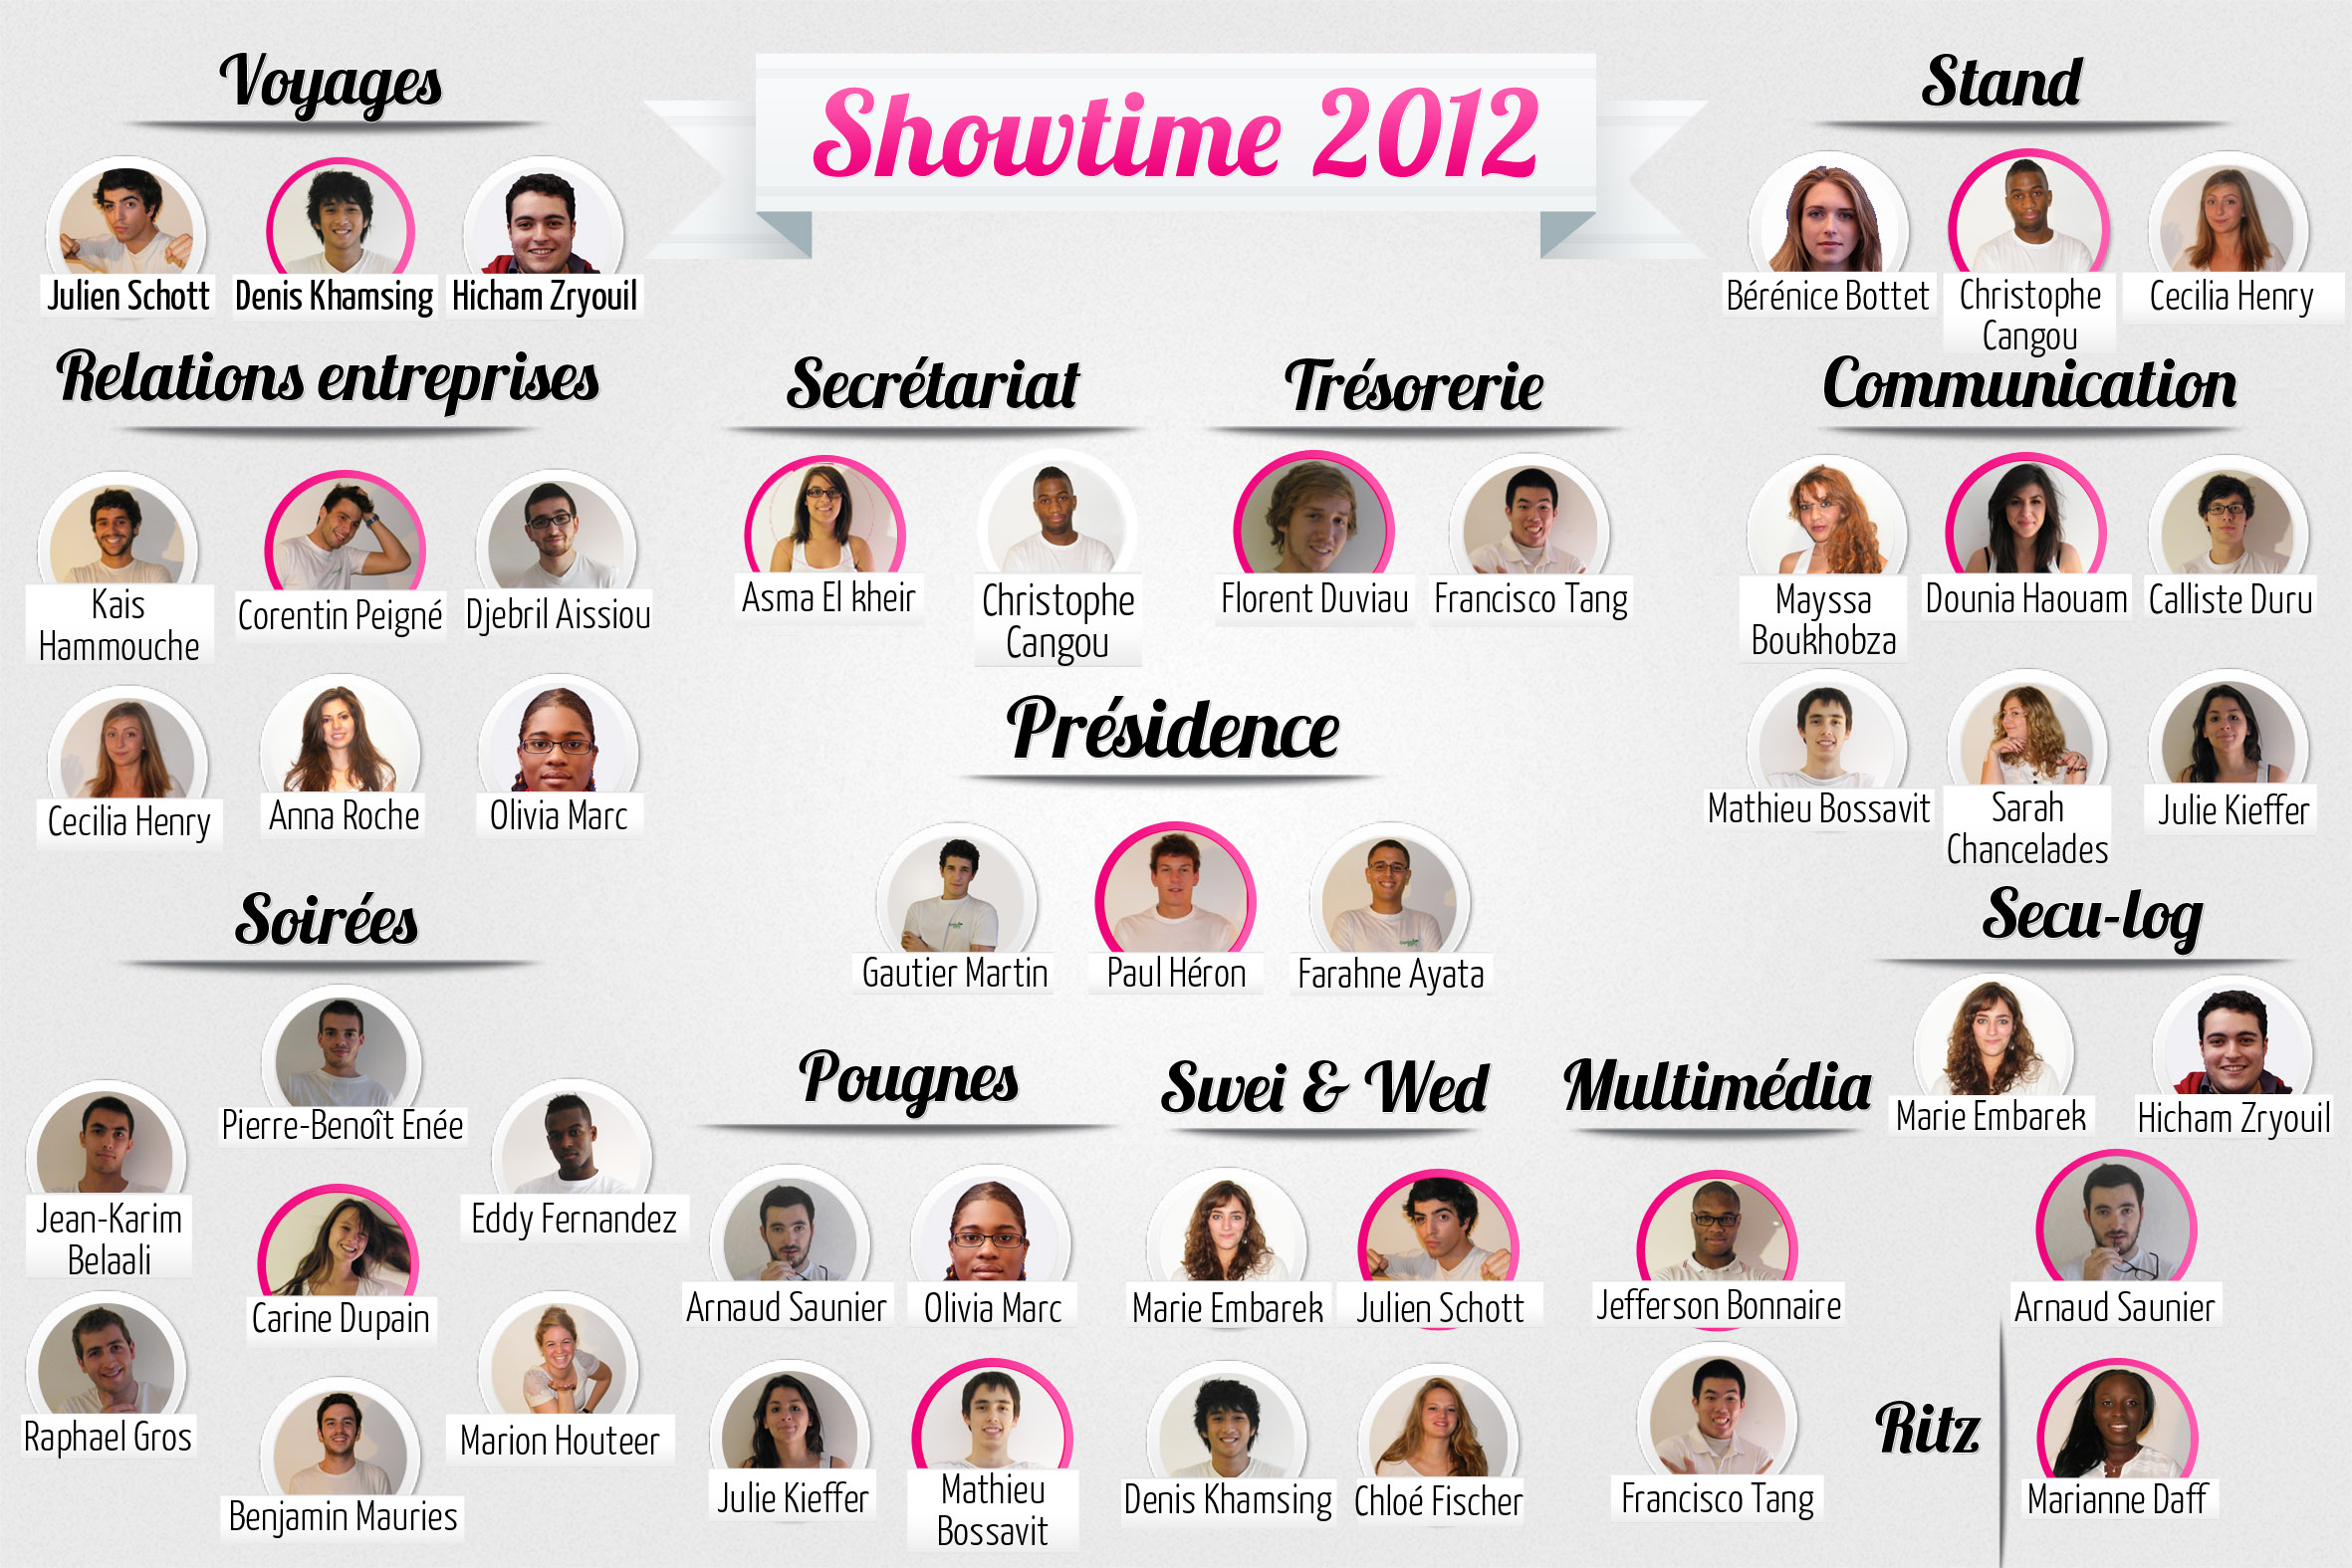 Showtime 2012
Voyages
Julien Schott
Denis Khamsing
Hicham Zryouil
Stand
Bérénice Bottet
Christophe
Cangou
Cecilia Henry
Relations entreprises
Kais
Hammouche
Corentin Peigné
Djebril Aissiou
Cecilia Henry
Anna Roche
Olivia Marc
Secrétariat
Asma El kheir
Christophe
Cangou
Trésorerie
Florent Duviau
Francisco Tang
Communication
Mayssa
Boukhobza
Dounia Haouam
Calliste Duru
Mathieu Bossavit
Sarah
Chancelades
Julie Kieffer
Présidence
Gautier Martin
Paul Héron
Farahne Ayata
Soirées
Pierre-Benoît Enée
Jean-Karim
Belaali
Eddy Fernandez
Carine Dupain
Raphael Gros
Marion Houteer
Benjamin Mauries
Pougnes
Arnaud Saunier
Olivia Marc
Julie Kieffer
Mathieu
Bossavit
Swei & Wed
Marie Embarek
Julien Schott
Denis Khamsing
Chloé Fischer
Multimédia
Jefferson Bonnaire
Francisco Tang
Secu-log
Marie Embarek
Hicham Zryouil
Arnaud Saunier
Ritz
Marianne Daff